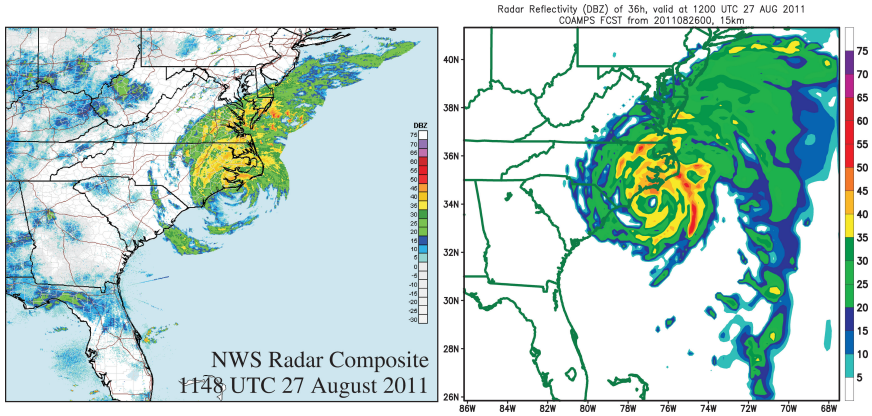 Radar Reflectivity (DBZ) of 36h, valid at 1200 UTC 27 AUG 2011
COAMPS FCST from 2011082600, 15km
DBZ
75
70
65
60
55
50
45
40
35
30
25
20
15
10
5
0
-5
-10
-15
-20
-25
-30
NWS Radar Composite
1148 UTC 27 August 2011
40N
38N
36N
34N
32N
30N
28N
26N
86W
84W
82W
80W
78W
76W
74W
72W
70W
68W
75
70
65
60
55
50
45
40
35
30
25
20
15
10
5